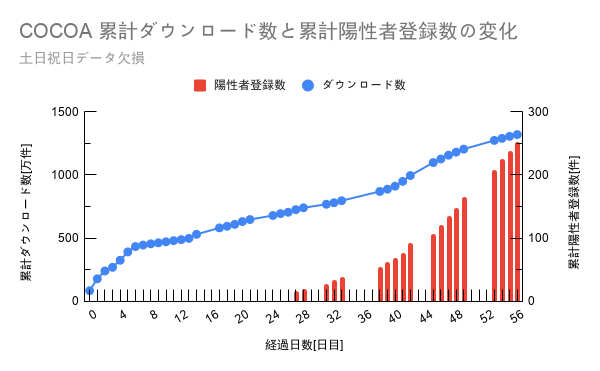 COCOA 累計ダウンロード数と累計陽性者登録数の変化
土日祝日データ欠損
陽性者登録数 ダウンロード数
累計ダウンロード数[万件]
1500
1000
500
0
300
200
100
0
累計陽性者登録数[件]
0 4 8 12 16 20 24 28 32 36 40 44 48 52 56
経過日数[日目]